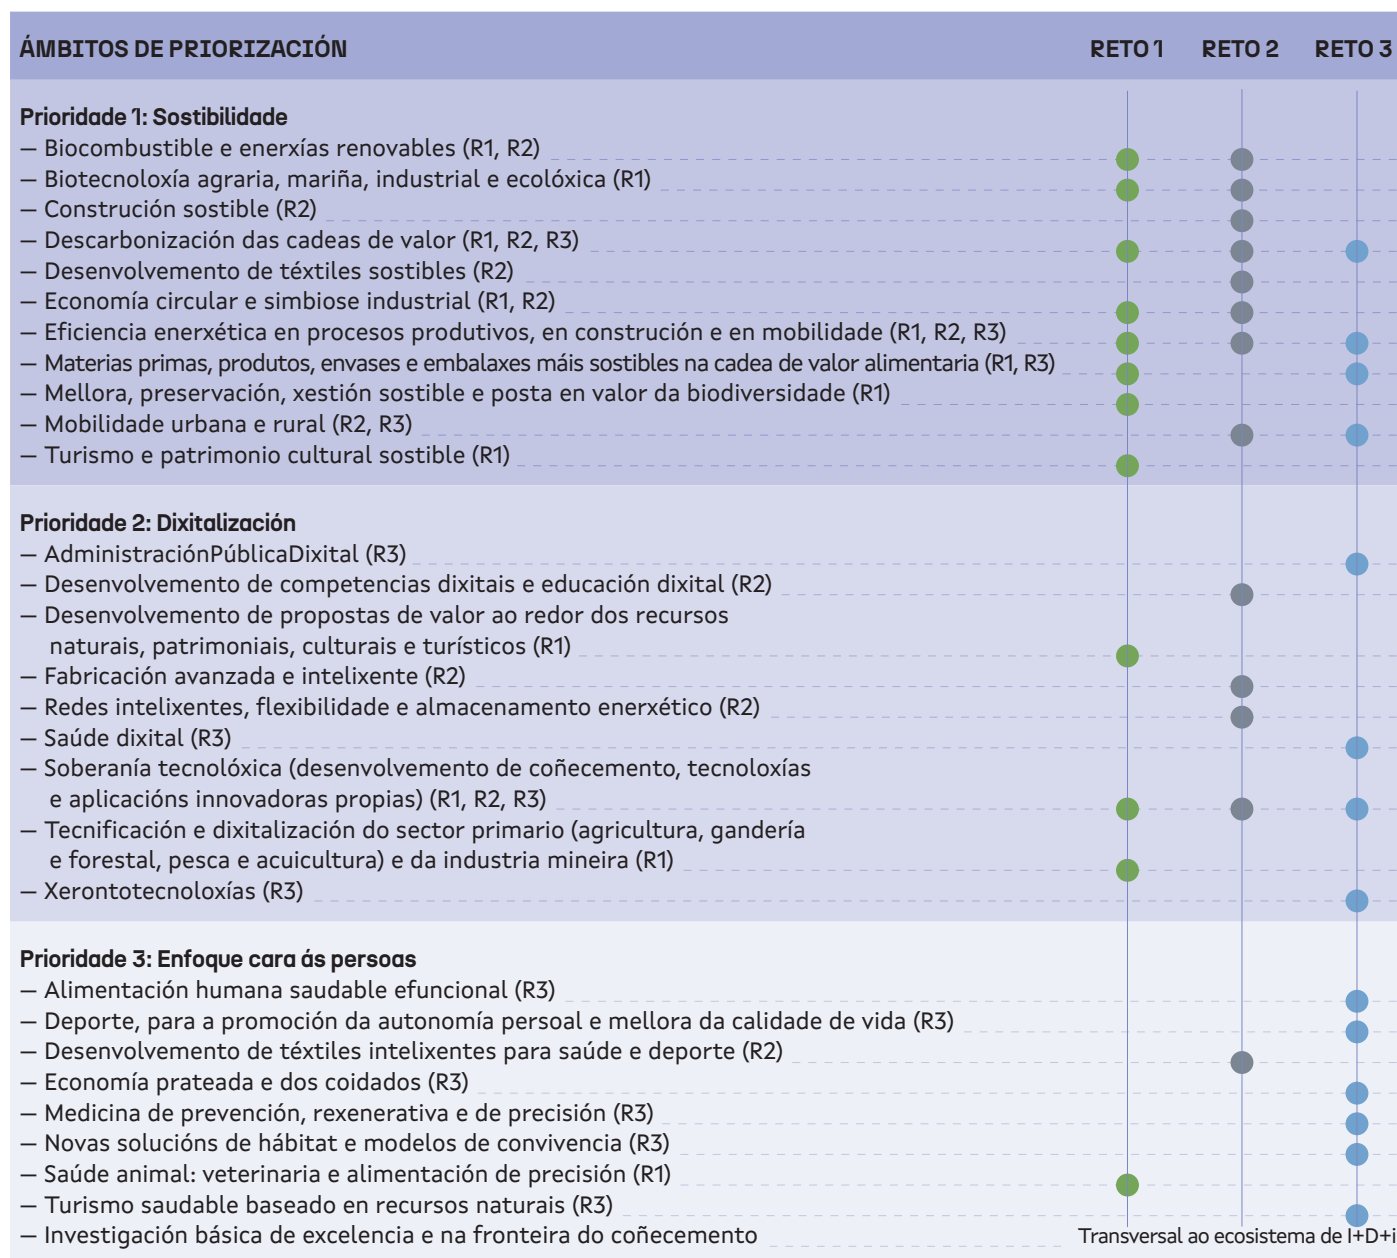 ÁMBITOS DE PRIORIZACIÓN RETO 1 RETO 2 RETO 3
Prioridade 1: Sostibilidade
— Biocombustible e enerxías renovables (R1, R2)
— Biotecnoloxía agraria, mariña, industrial e ecolóxica (R1)
— Construción sostible (R2)
— Descarbonización das cadeas de valor (R1, R2, R3)
— Desenvolvemento de téxtiles sostibles (R2)
— Economía circular e simbiose industrial (R1, R2)
— Eficiencia enerxética en procesos produtivos, en construción e en mobilidade (R1, R2, R3)
— Materias primas, produtos, envases e embalaxes máis sostibles na cadea de valor alimentaria (R1, R3)
— Mellora, preservación, xestión sostible e posta en valor da biodiversidade (R1)
— Mobilidade urbana e rural (R2, R3)
— Turismo e patrimonio cultural sostible (R1)
Prioridade 2: Dixitalización
— AdministraciónPúblicaDixital (R3)
— Desenvolvemento de competencias dixitais e educación dixital (R2)
— Desenvolvemento de propostas de valor ao redor dos recursos
naturais, patrimoniais, culturais e turísticos (R1)
— Fabricación avanzada e intelixente (R2)
— Redes intelixentes, flexibilidade e almacenamento enerxético (R2)
— Saúde dixital (R3)
— Soberanía tecnolóxica (desenvolvemento de coñecemento, tecnoloxías
e aplicacións innovadoras propias) (R1, R2, R3)
— Tecnificación e dixitalización do sector primario (agricultura, gandería
e forestal, pesca e acuicultura) e da industria mineira (R1)
— Xerontotecnoloxías (R3)
Prioridade 3: Enfoque cara ás persoas
— Alimentación humana saudable efuncional (R3)
— Deporte, para a promoción da autonomía persoal e mellora da calidade de vida (R3)
— Desenvolvemento de téxtiles intelixentes para saúde e deporte (R2)
— Economía prateada e dos coidados (R3)
— Medicina de prevención, rexenerativa e de precisión (R3)
— Novas solucións de hábitat e modelos de convivencia (R3)
— Saúde animal: veterinaria e alimentación de precisión (R1)
— Turismo saudable baseado en recursos naturais (R3)
— Investigación básica de excelencia e na fronteira do coñecemento Transversal ao ecosistema de I+D+i